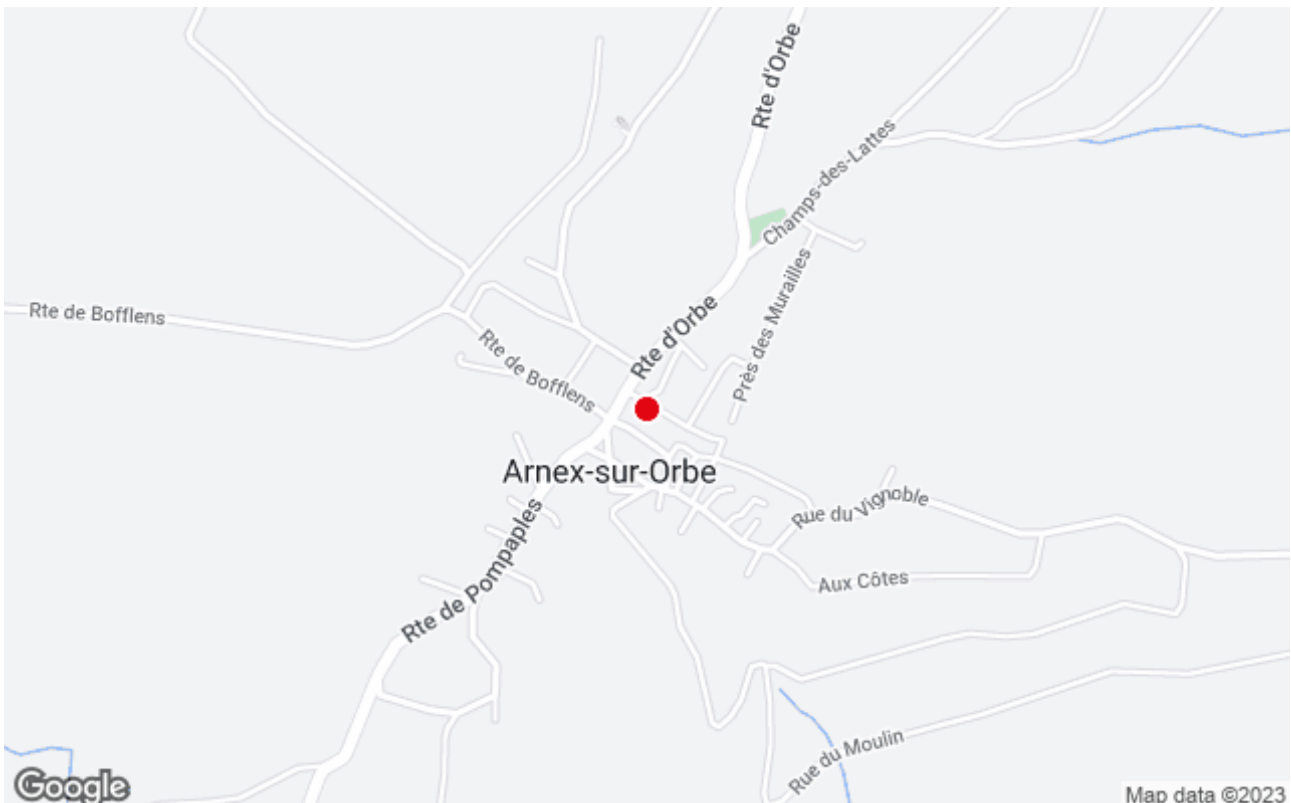 Rte d'Orbe
Champs-des-Lattes
Près des Murailles
Rte de Bofflens
Rte de Bofflens
Rte d'Orbe
Arnex-sur-Orbe
Rue du Vignoble
Aux Côtes
Rte de Pompaples
Rue du Moulin
Google
Map data ©2023